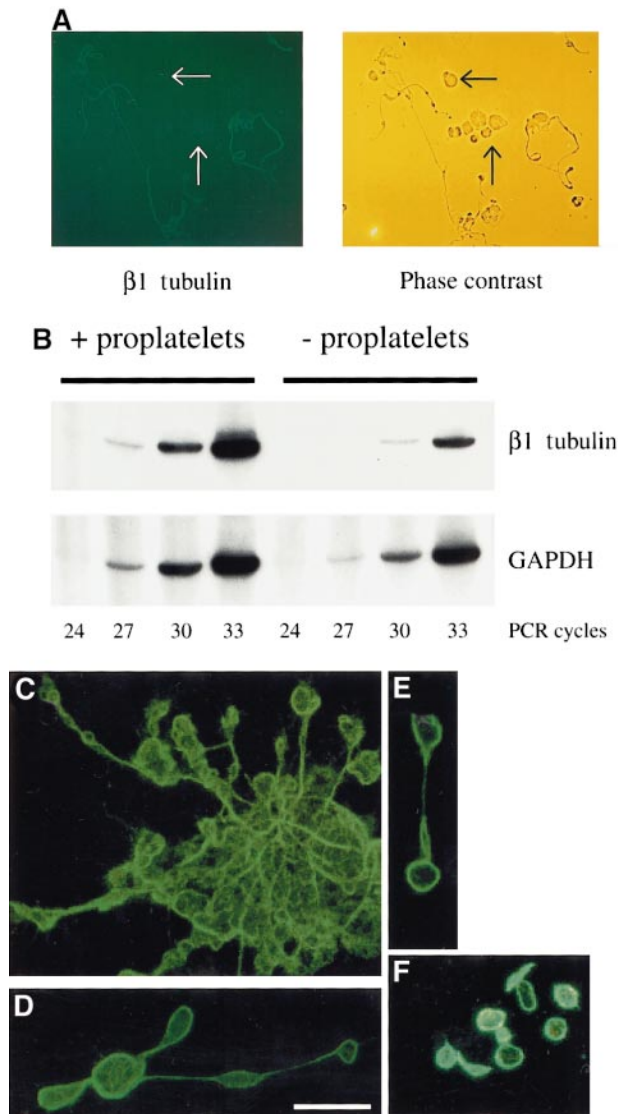 A
β1 tubulin
Phase contrast
B
+ proplatelets
- proplatelets
β1 tubulin
GAPDH
24 27 30 33 24 27 30 33 PCR cycles
C
E
D
F